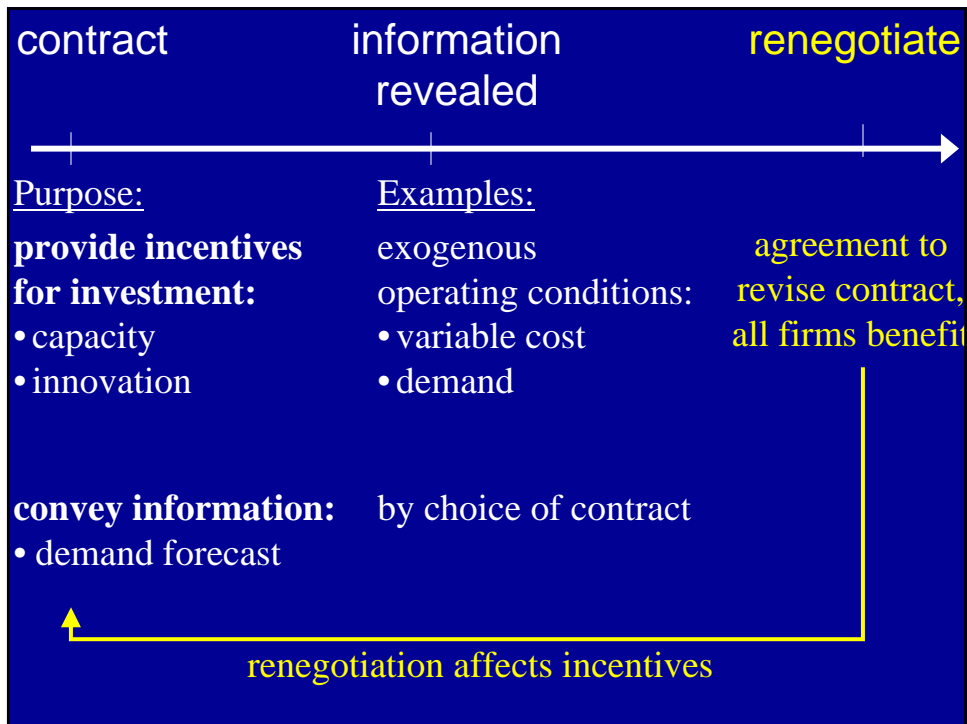 contract
information
revealed
renegotiate
Purpose:
provide incentives
for investment:
• capacity
• innovation
convey information:
• demand forecast
Examples:
exogenous
operating conditions:
• variable cost
• demand
by choice of contract
agreement to
revise contract,
all firms benefit
renegotiation affects incentives